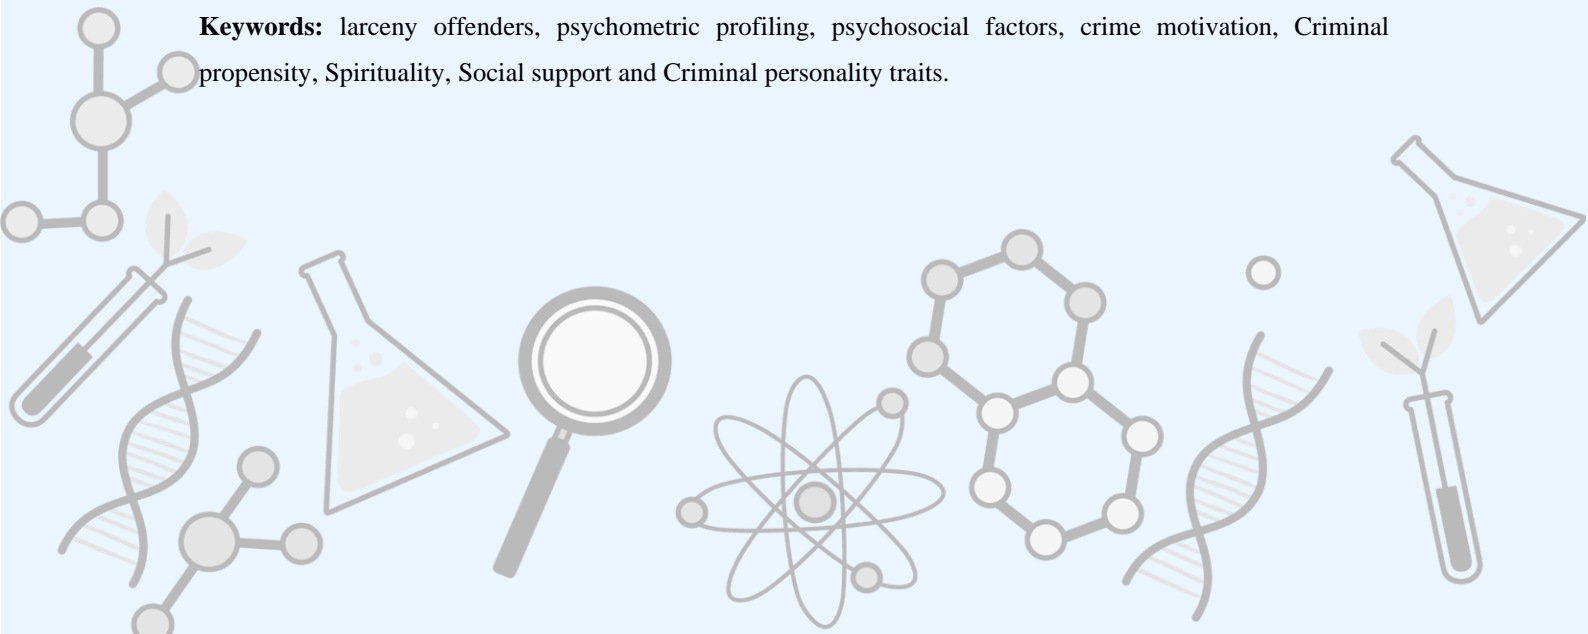 Keywords: larceny offenders, psychometric profiling, psychosocial factors, crime motivation, Criminal
propensity, Spirituality, Social support and Criminal personality traits.